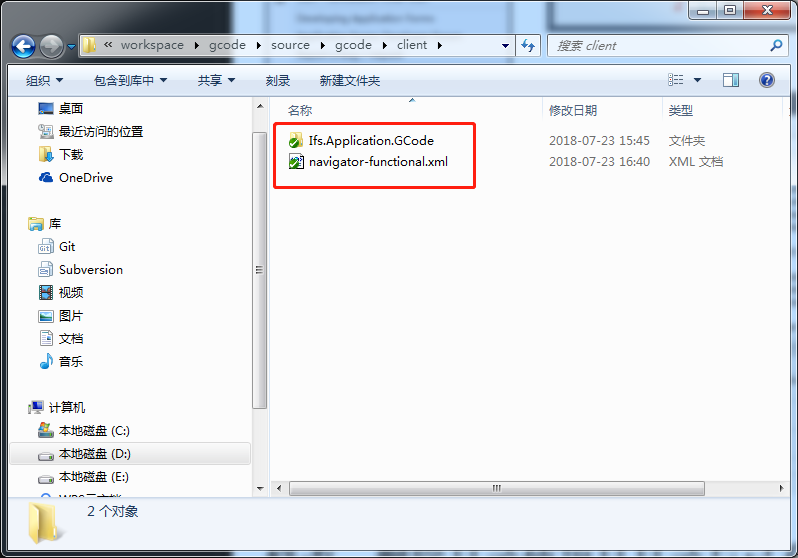 Developing Application Forms
« workspace gcode source gcode client
搜索 client
组织 包含到库中 共享 刻录 新建文件夹
名称 修改日期 类型
桌面
最近访问的位置
下载
OneDrive
库
Git
Subversion
视频
图片
文档
音乐
计算机
本地磁盘 (C:)
本地磁盘 (D:)
本地磁盘 (E:)
Ifs.Application.GCode 2018-07-23 15:45 文件夹
navigator-functional.xml 2018-07-23 16:40 XML 文档
2 个对象